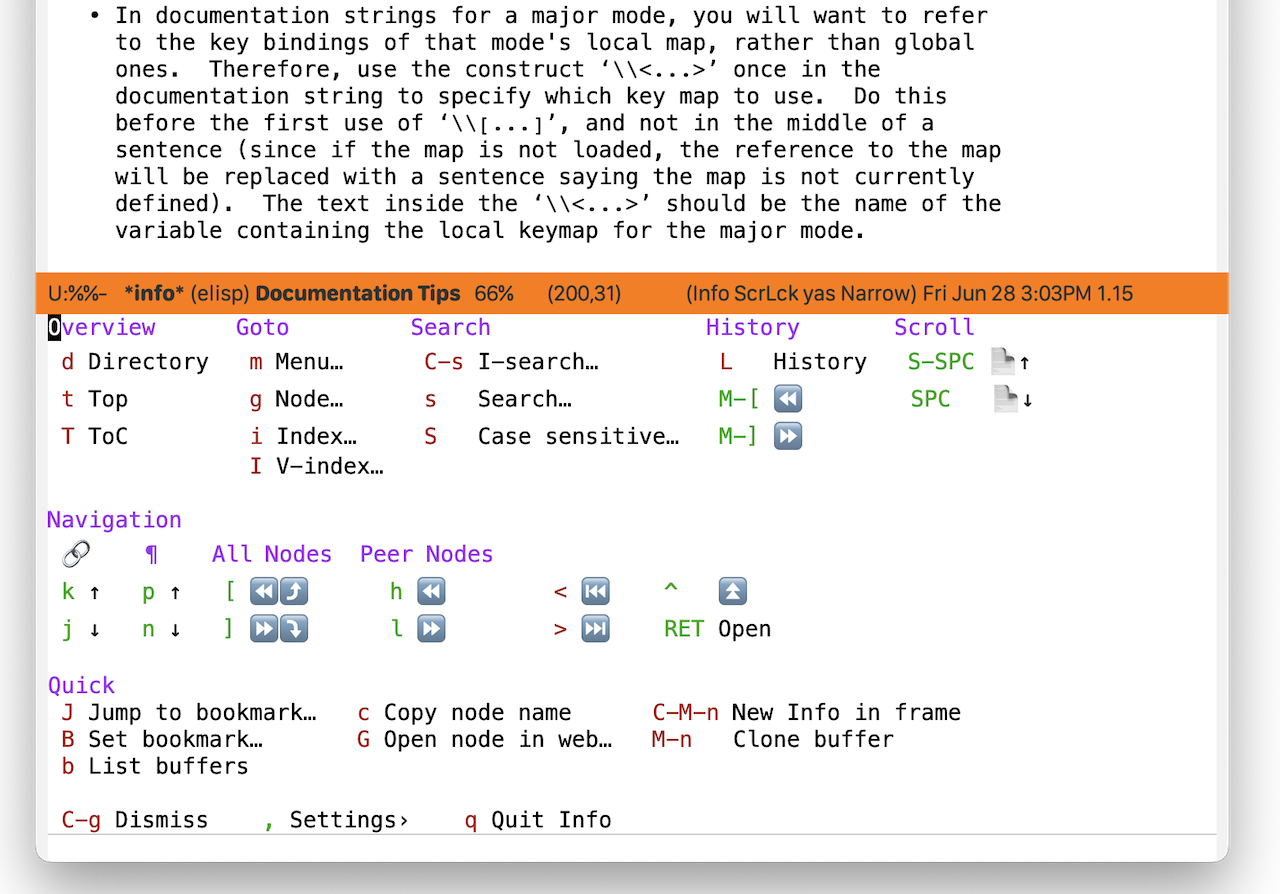 • In documentation strings for a major mode, you will want to refer
to the key bindings of that mode's local map, rather than global
ones.  Therefore, use the construct ‘\\<...>’ once in the
documentation string to specify which key map to use.  Do this
before the first use of ‘\\[...]’, and not in the middle of a
sentence (since if the map is not loaded, the reference to the map
will be replaced with a sentence saying the map is not currently
defined).  The text inside the ‘\\<...>’ should be the name of the
variable containing the local keymap for the major mode.
U:%%-  *info* (elisp) Documentation Tips  66%  (200,31)  (Info ScrLck yas Narrow) Fri Jun 28 3:03PM 1.15
Overview  Goto  Search  History  Scroll
d Directory  m Menu…  C-s I-search…  L History  S-SPC 📄↑
t Top  g Node…  s Search…  M-[ ⏪  SPC 📄↓
T ToC  i Index…  S Case sensitive…  M-] ⏩
I V-index…
Navigation
🔗  ¶  All Nodes  Peer Nodes
k ↑  p ↑  [ ⏪⤴  h ⏪  < ⏮  ^ ⏫
j ↓  n ↓  ] ⏩⤵  l ⏩  > ⏭  RET Open
Quick
J Jump to bookmark…  c Copy node name  C-M-n New Info in frame
B Set bookmark…  G Open node in web…  M-n Clone buffer
b List buffers
C-g Dismiss  , Settings›  q Quit Info